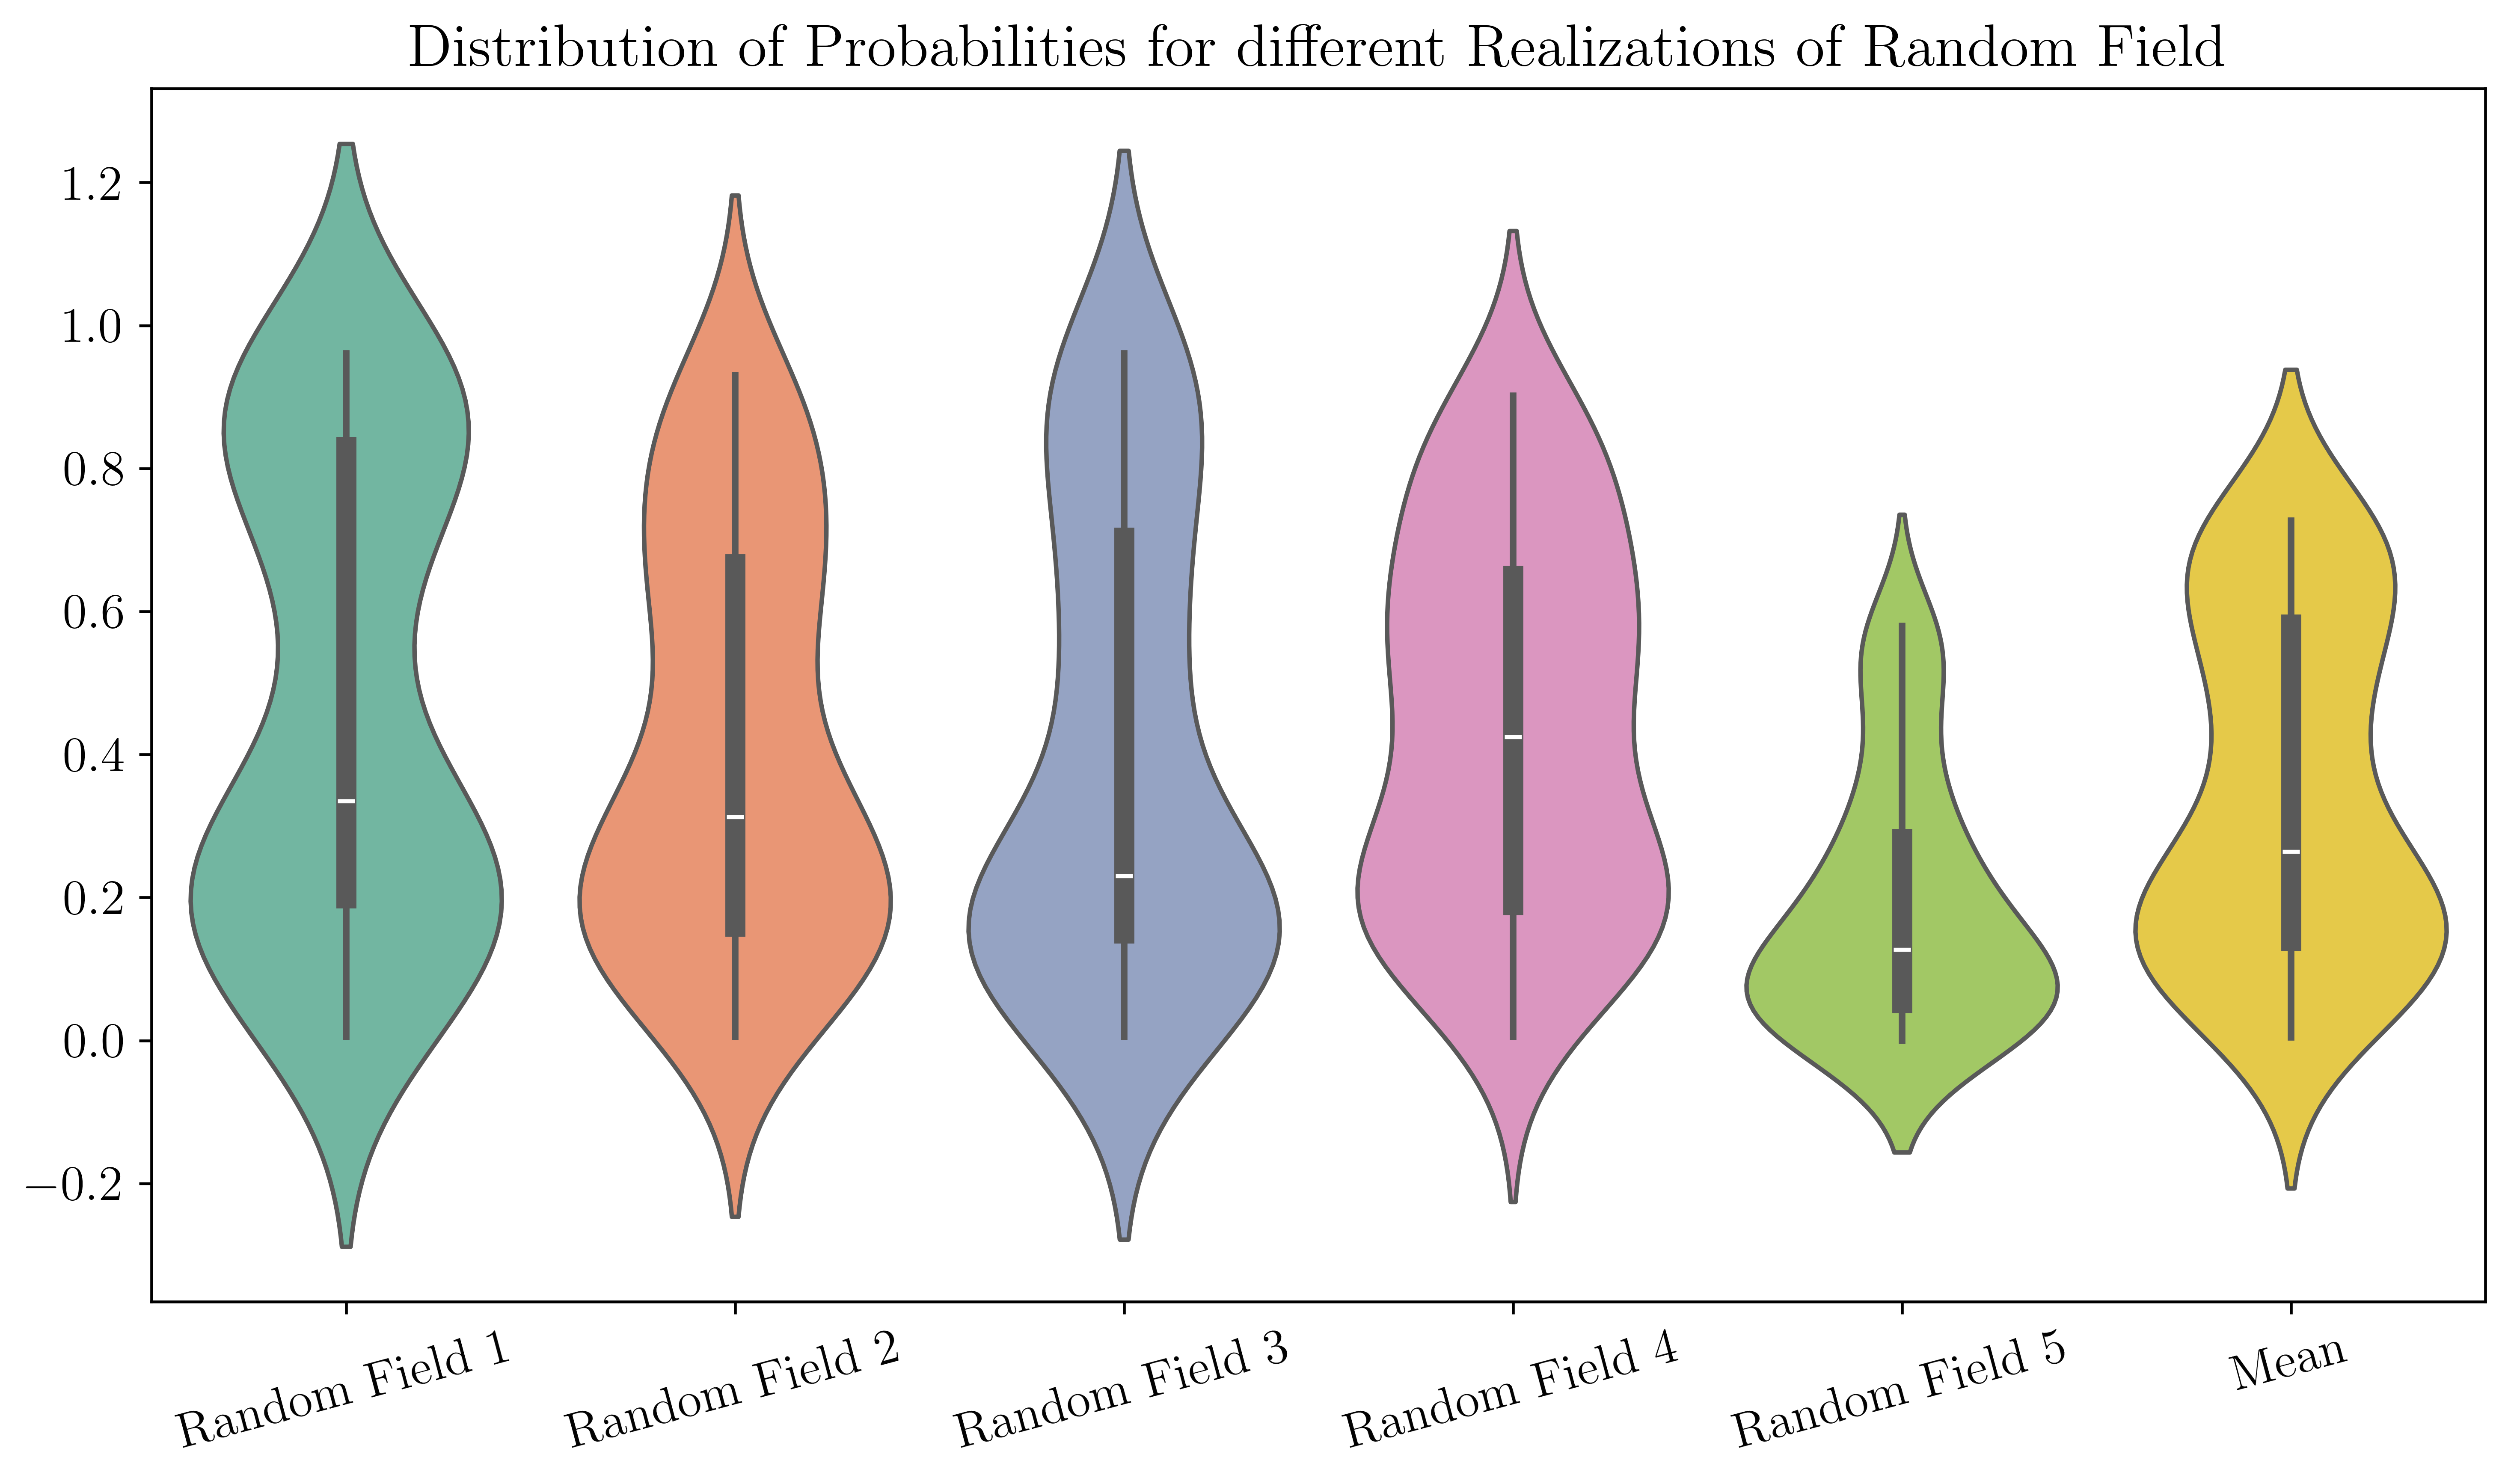 Distribution of Probabilities for different Realizations of Random Field
1.2
1.0
0.8
0.6
0.4
0.2
0.0
−0.2
Random Field 1
Random Field 2
Random Field 3
Random Field 4
Random Field 5
Mean